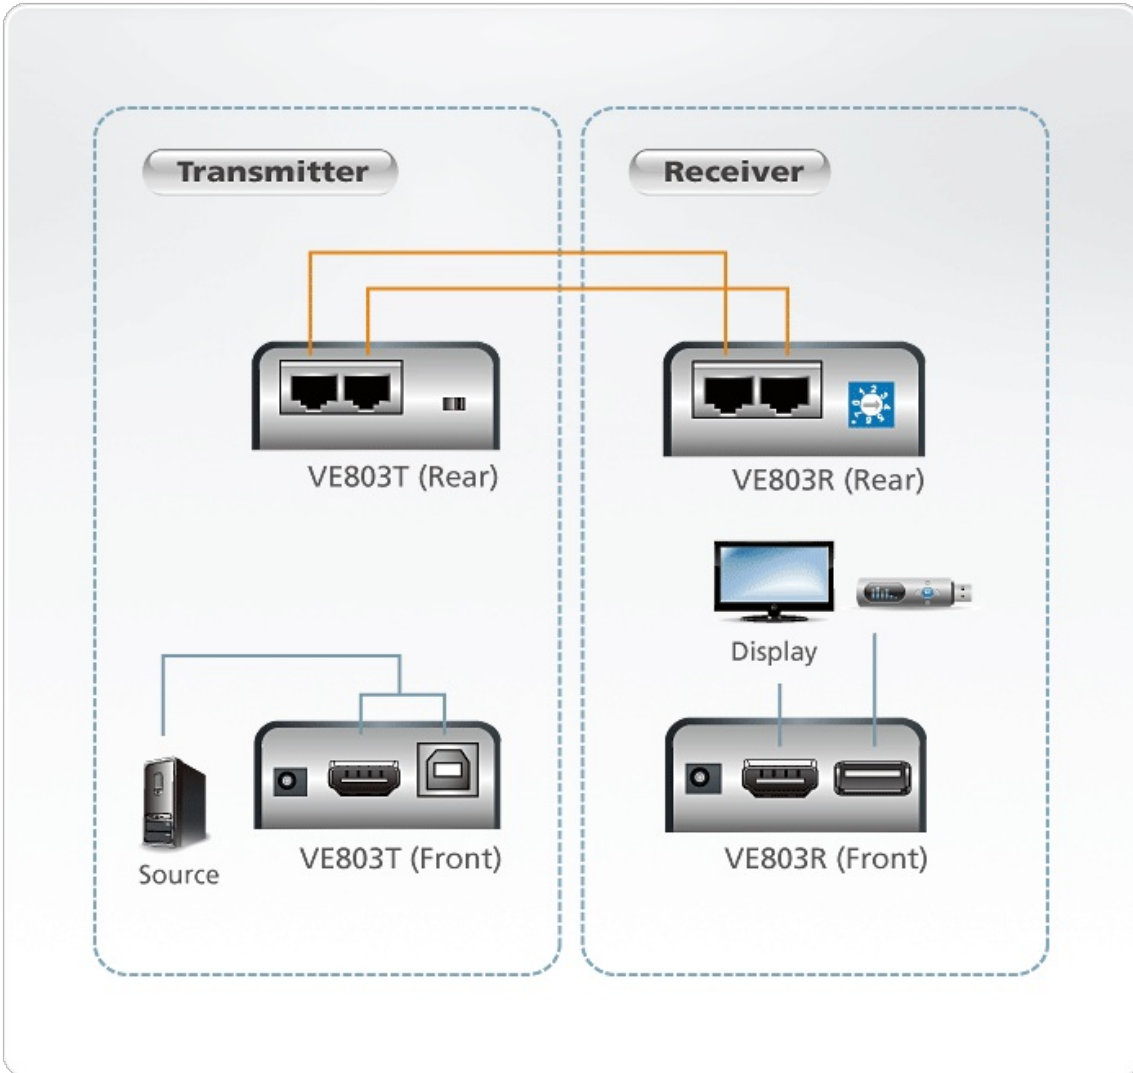 Transmitter
Receiver
VE803T (Rear)
VE803R (Rear)
Display
Source
VE803T (Front)
VE803R (Front)